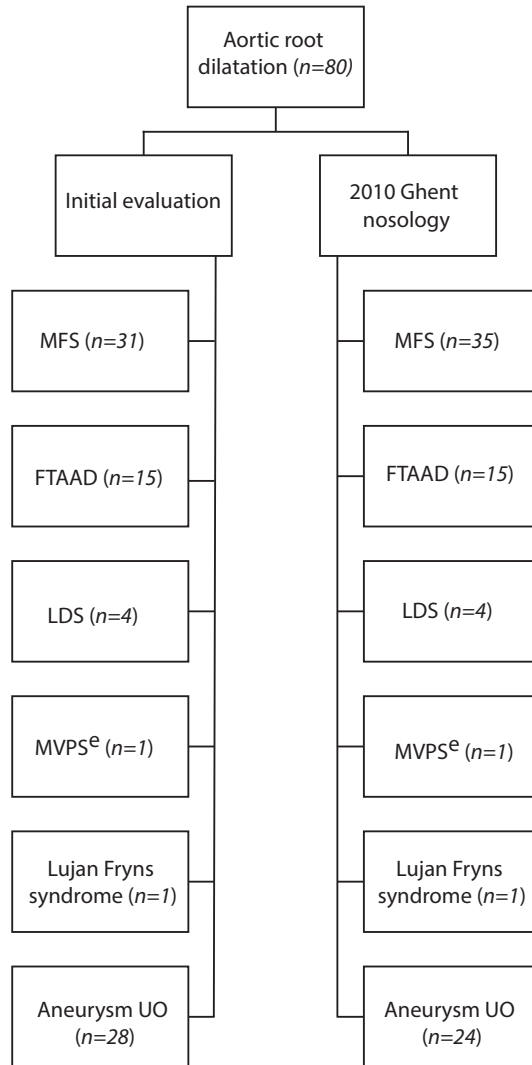 Aortic root
dilatation (n=80)
Initial evaluation
2010 Ghent
nosology
MFS (n=31)
FTAAD (n=15)
LDS (n=4)
MVPSᵉ (n=1)
Lujan Fryns
syndrome (n=1)
Aneurysm UO
(n=28)
MFS (n=35)
FTAAD (n=15)
LDS (n=4)
MVPSᵉ (n=1)
Lujan Fryns
syndrome (n=1)
Aneurysm UO
(n=24)